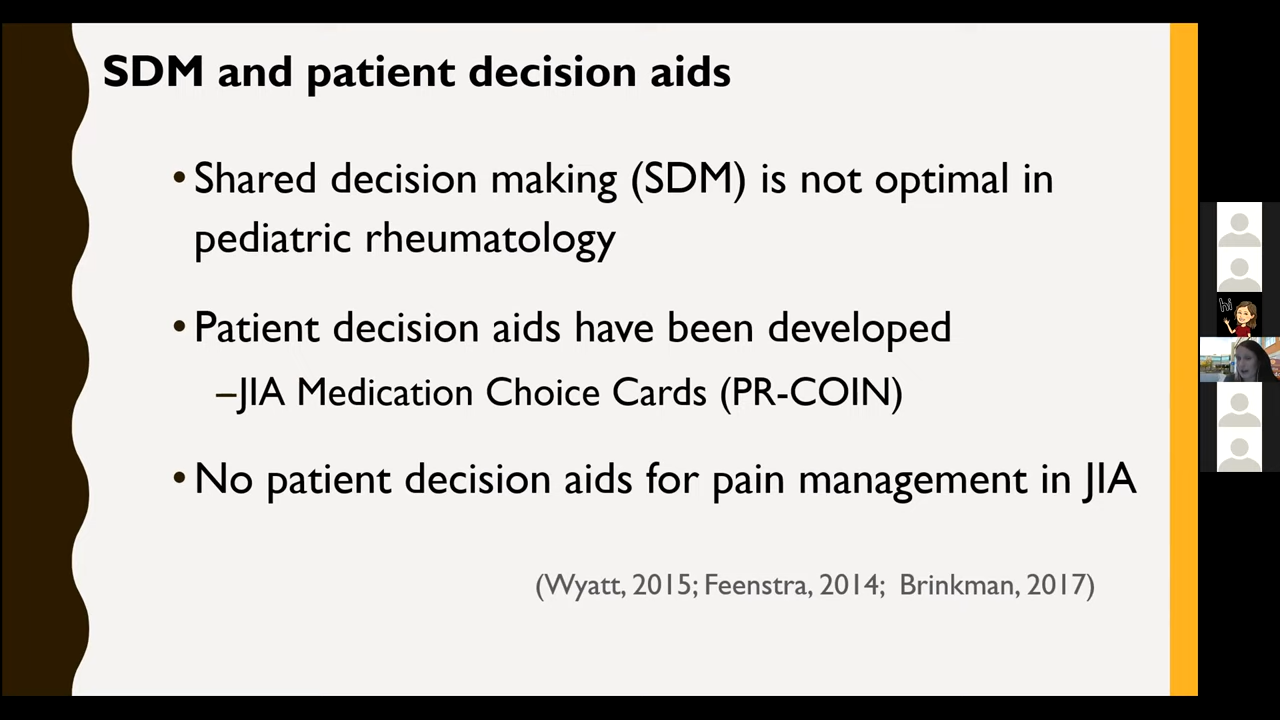 SDM and patient decision aids
•Shared decision making (SDM) is not optimal in
pediatric rheumatology
•Patient decision aids have been developed
–JIA Medication Choice Cards (PR-COIN)
•No patient decision aids for pain management in JIA
(Wyatt, 2015; Feenstra, 2014; Brinkman, 2017)
hi